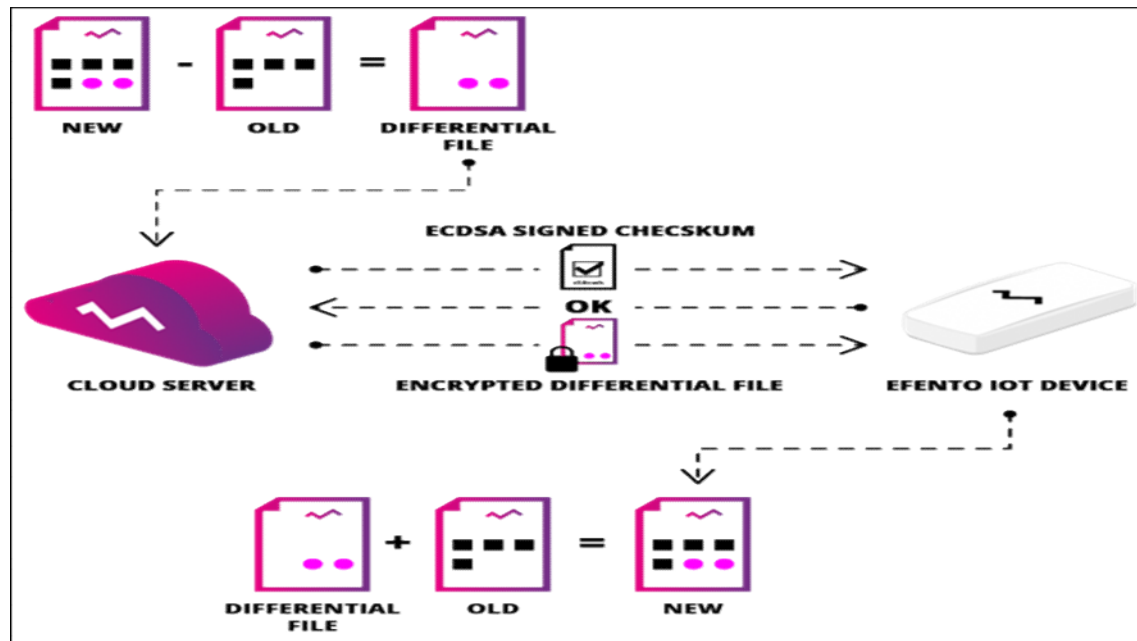 NEW
-
OLD
=
DIFFERENTIAL
FILE
ECDSA SIGNED CHECSKUM
OK
CLOUD SERVER
ENCRYPTED DIFFERENTIAL FILE
EFENTO IOT DEVICE
+
=
DIFFERENTIAL
FILE
OLD
NEW